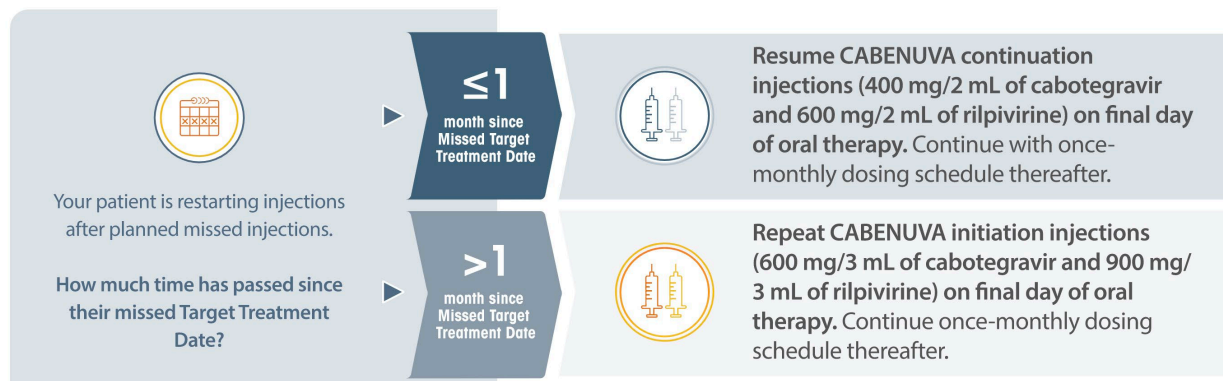 Your patient is restarting injections
after planned missed injections.
How much time has passed since
their missed Target Treatment
Date?
≤1
month since
Missed Target
Treatment Date
Resume CABENUVA continuation
injections (400 mg/2 mL of cabotegravir
and 600 mg/2 mL of rilpivirine) on final day
of oral therapy. Continue with once-
monthly dosing schedule thereafter.
>1
month since
Missed Target
Treatment Date
Repeat CABENUVA initiation injections
(600 mg/3 mL of cabotegravir and 900 mg/
3 mL of rilpivirine) on final day of oral
therapy. Continue once-monthly dosing
schedule thereafter.